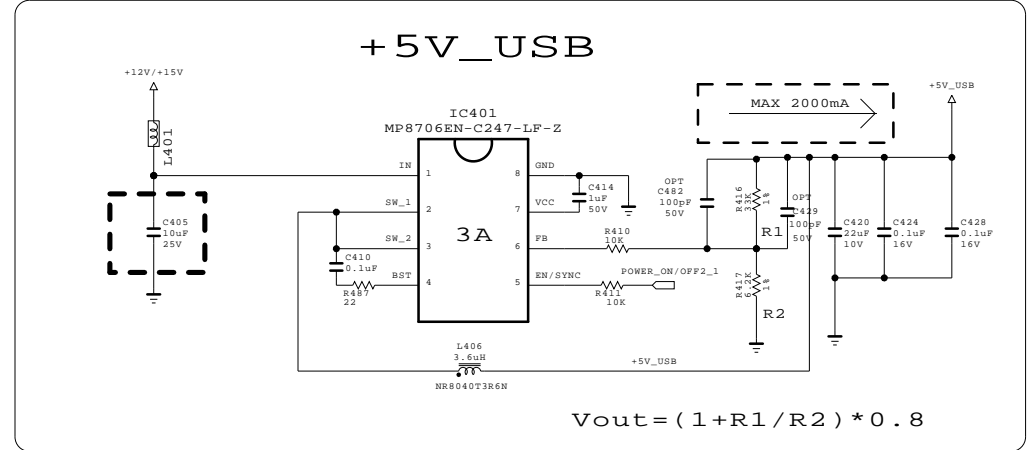 +5V_USB
+12V/+15V
L401
C405
10uF
25V
IC401
MP8706EN-C247-LF-Z
IN
1
SW_1
2
SW_2
3
BST
4
3A
8
GND
7
VCC
6
FB
5
EN/SYNC
C410
0.1uF
R487
22
C414
1uF
50V
R410
10K
R411
10K
POWER_ON/OFF2_1
L406
3.6uH
NR8040T3R6N
+5V_USB
MAX 2000mA
OPT
C482
100pF
50V
R416
33K
1%
R1
OPT
C429
100pF
50V
R417
6.2K
1%
R2
C420
22uF
10V
C424
0.1uF
16V
+5V_USB
C428
0.1uF
16V
Vout=(1+R1/R2)*0.8